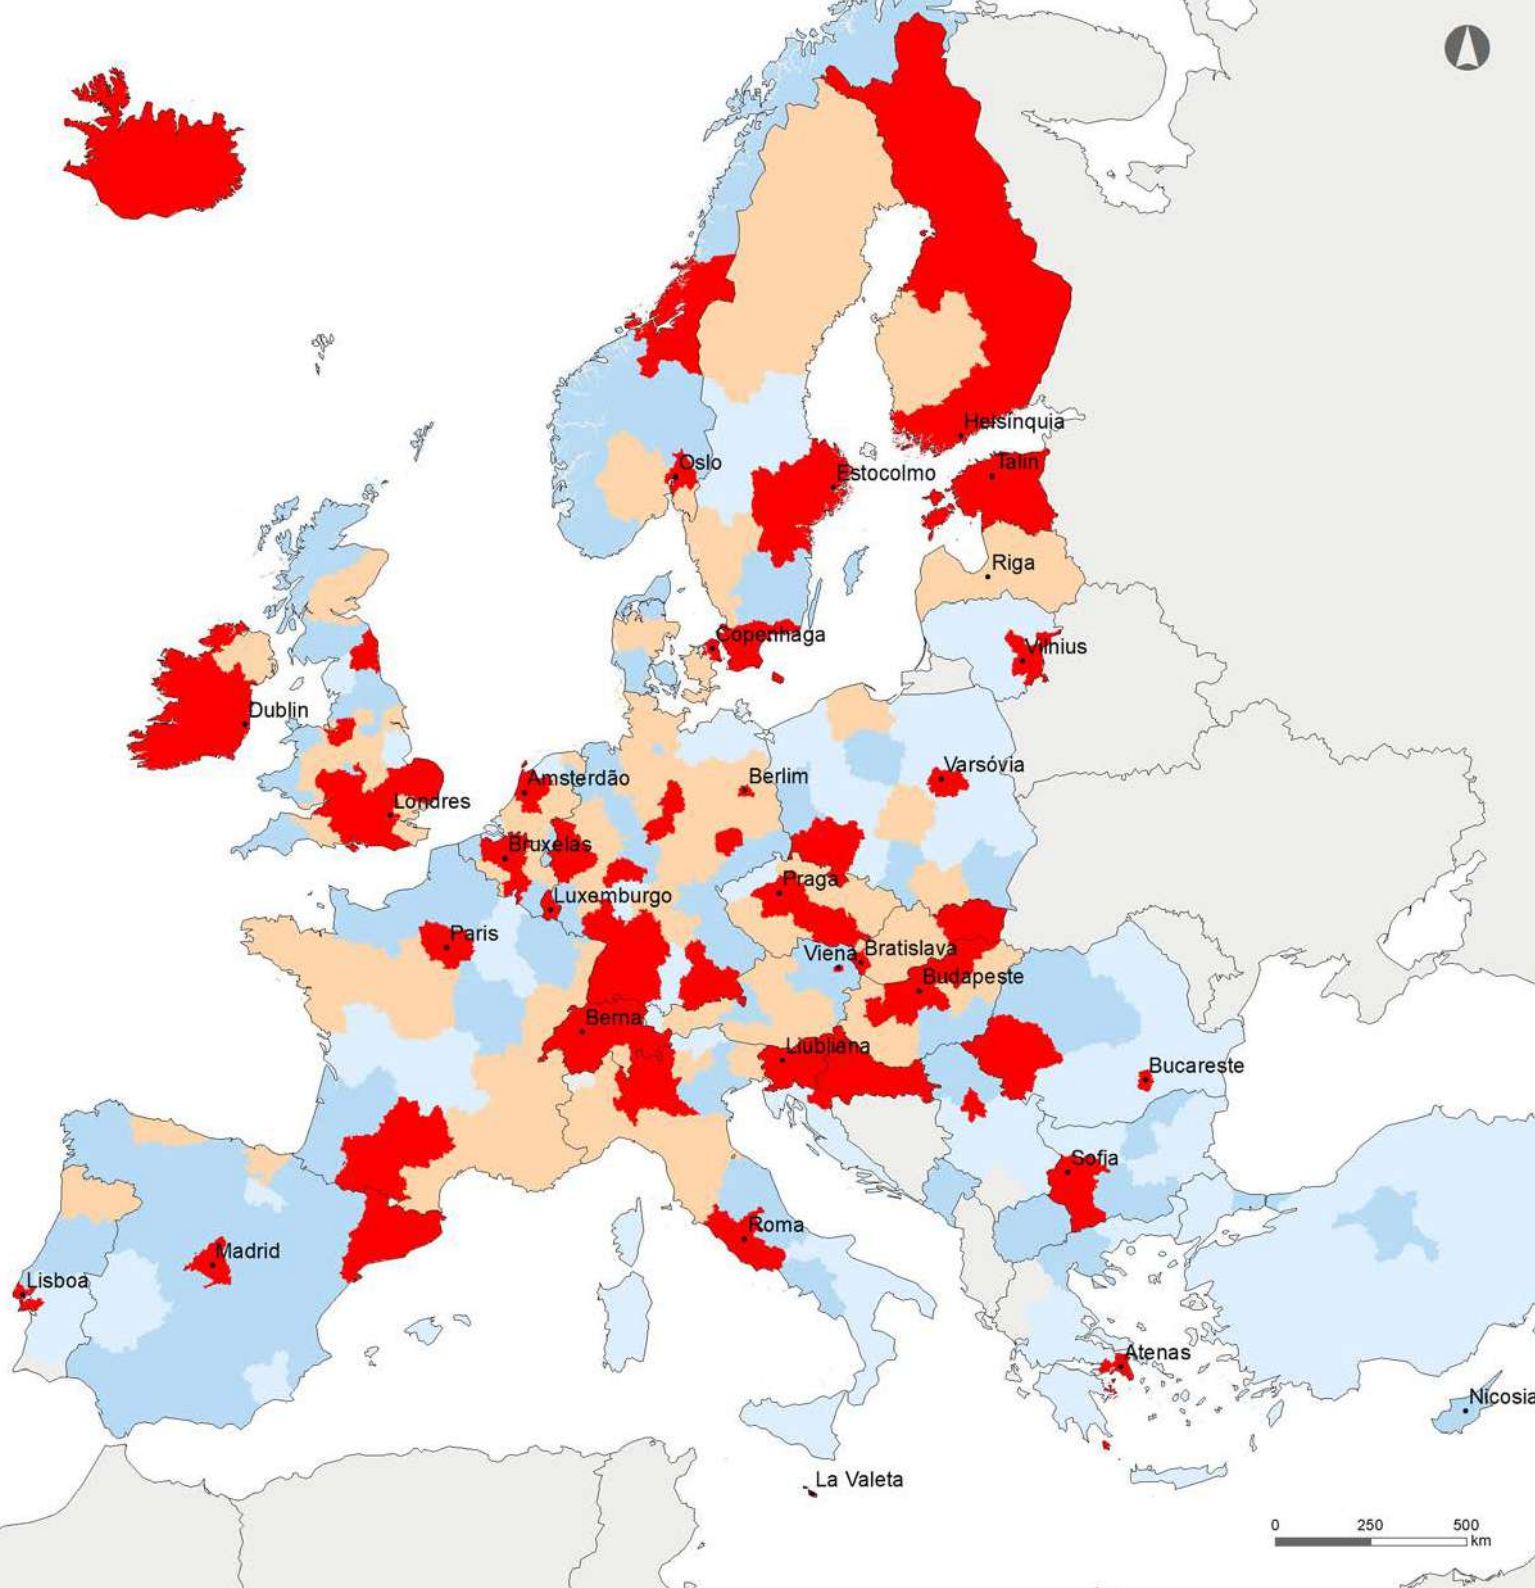 Helsínquia
Oslo
Talin
Estocolmo
Riga
Copenhaga
Vilnius
Dublin
Varsóvia
Amsterdão
Berlim
Londres
Bruxelas
Praga
Luxemburgo
Paris
Viena
Bratislava
Budapeste
Berna
Liubliana
Bucareste
Sofia
Roma
Madrid
Lisboa
Atenas
Nicosia
La Valeta
0 250 500
km